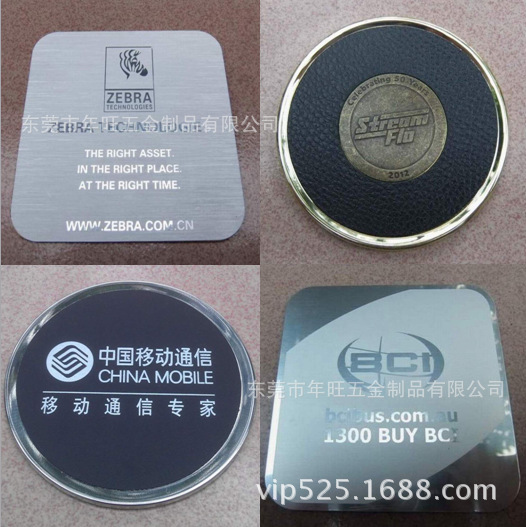 ZEBRA
TECHNOLOGIES
ZEBRA TECHNOLOGIE
东莞市年旺五金制品有限公司
THE RIGHT ASSET.
IN THE RIGHT PLACE.
AT THE RIGHT TIME.
WWW.ZEBRA.COM.CN
Celebrating 50 Years
Stream
Flo
2012
中国移动通信
CHINA MOBILE
移动通信专家
BCI
东莞市年旺五金制品有限公司
bcibus.com.au
1300 BUY BCI
vip525.1688.com